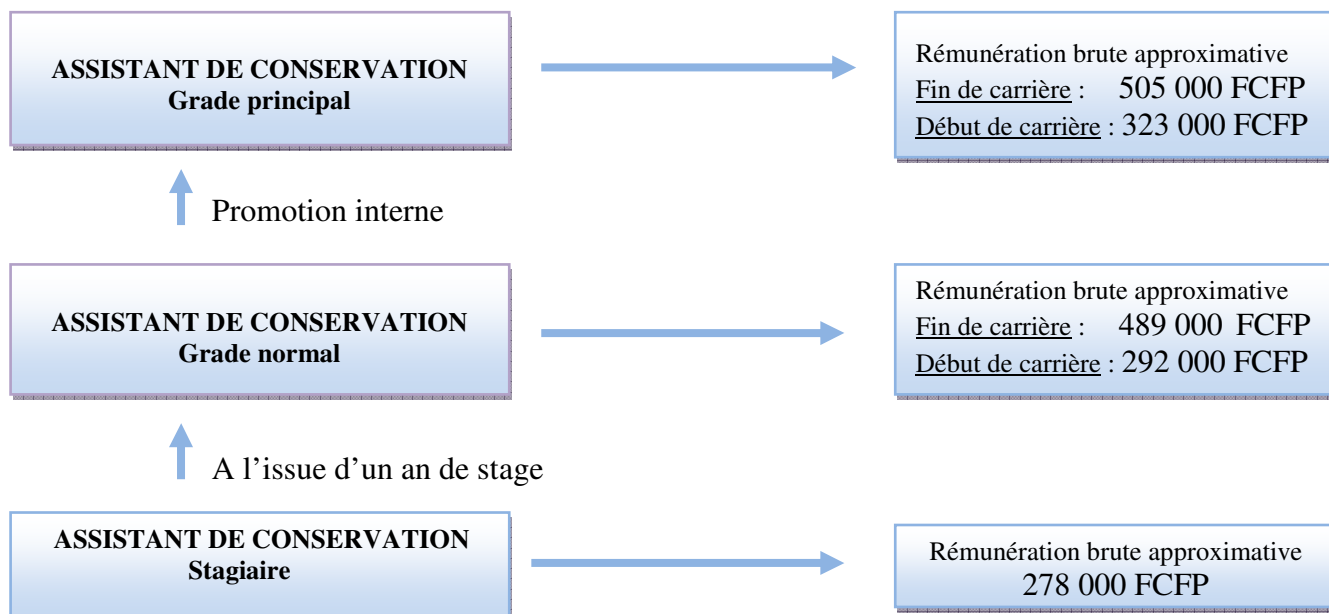 ASSISTANT DE CONSERVATION
Grade principal
Rémunération brute approximative
Fin de carrière : 505 000 FCFP
Début de carrière : 323 000 FCFP
Promotion interne
ASSISTANT DE CONSERVATION
Grade normal
Rémunération brute approximative
Fin de carrière : 489 000 FCFP
Début de carrière : 292 000 FCFP
A l’issue d’un an de stage
ASSISTANT DE CONSERVATION
Stagiaire
Rémunération brute approximative
278 000 FCFP